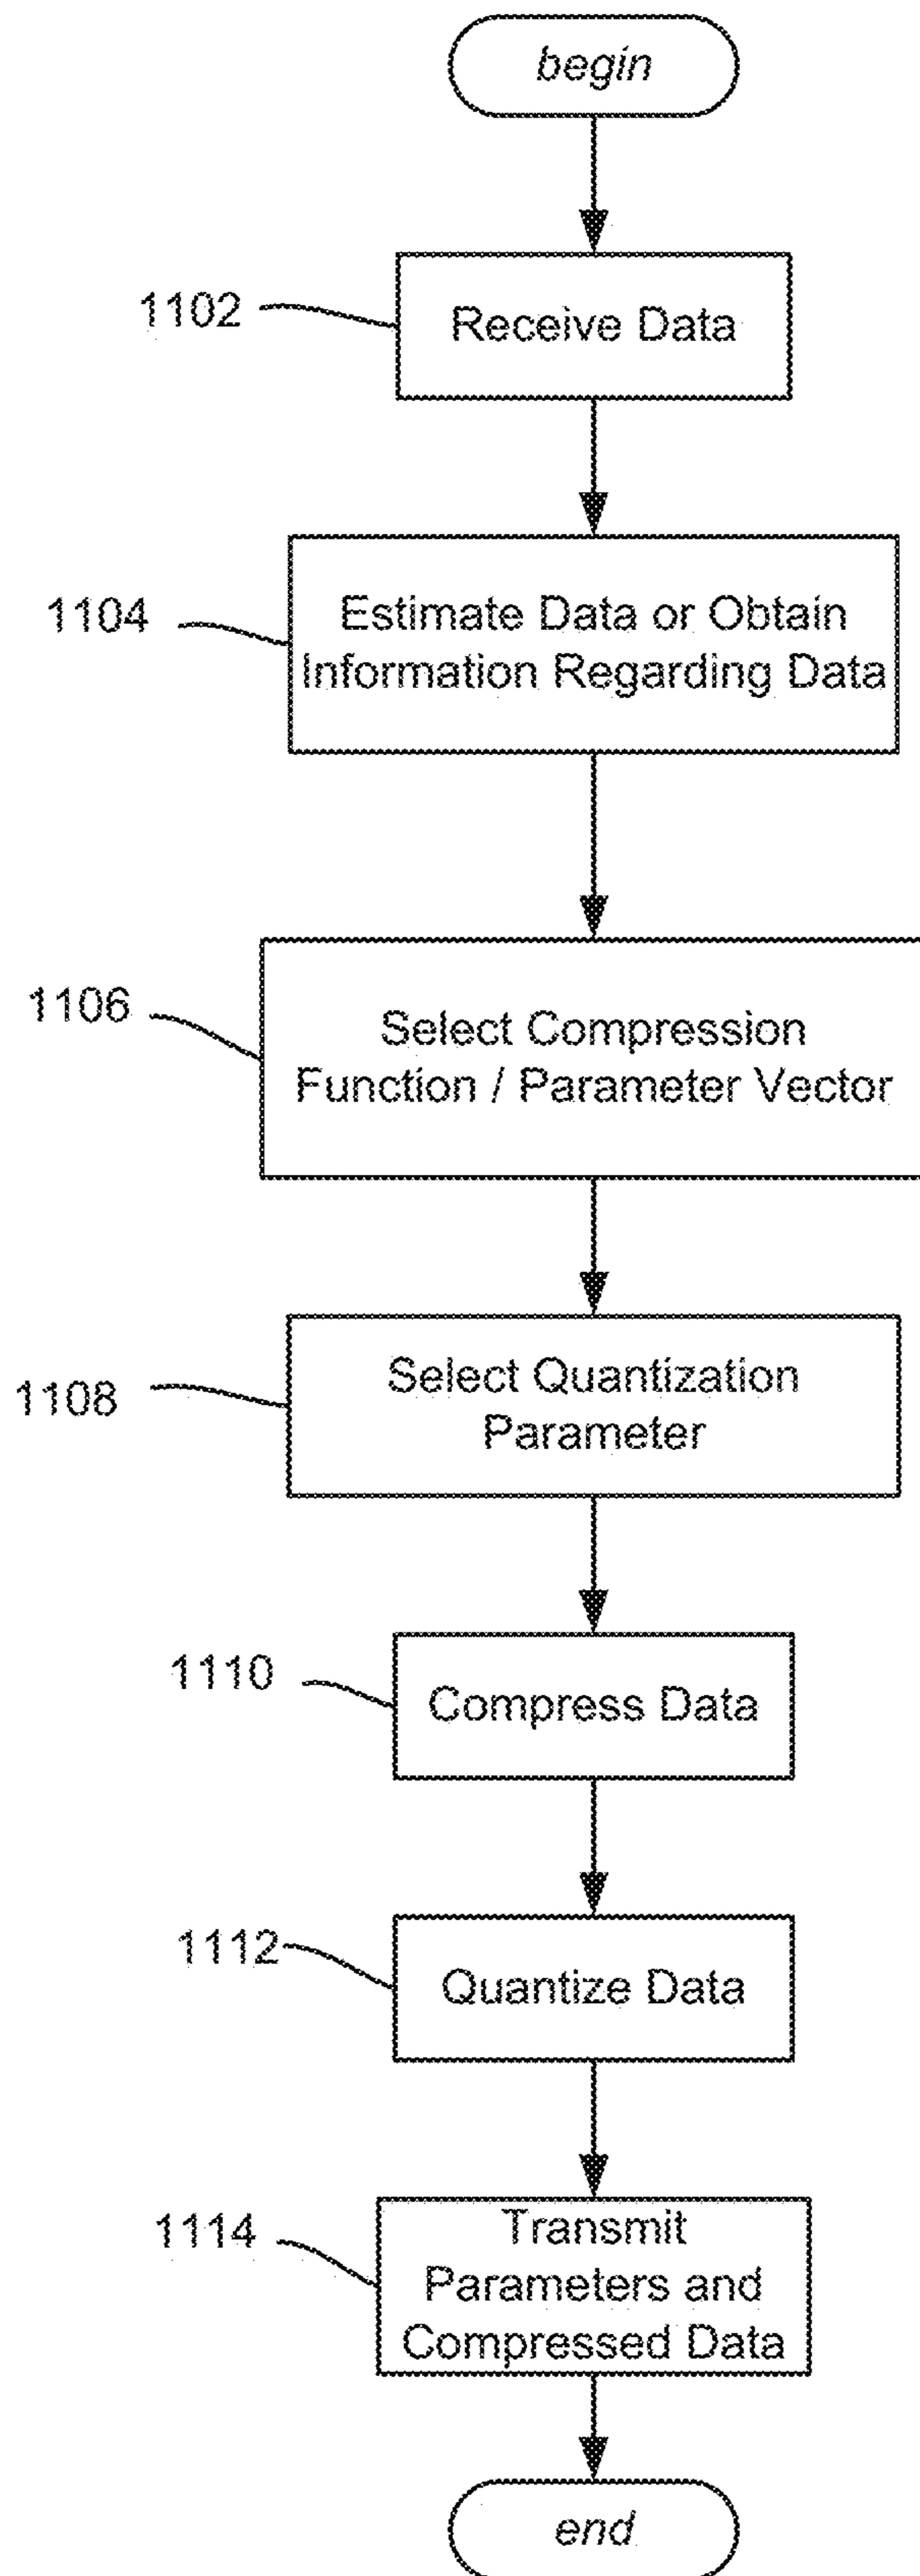 begin
1102
Receive Data
1104
Estimate Data or Obtain
Information Regarding Data
1106
Select Compression
Function / Parameter Vector
1108
Select Quantization
Parameter
1110
Compress Data
1112
Quantize Data
1114
Transmit
Parameters and
Compressed Data
end